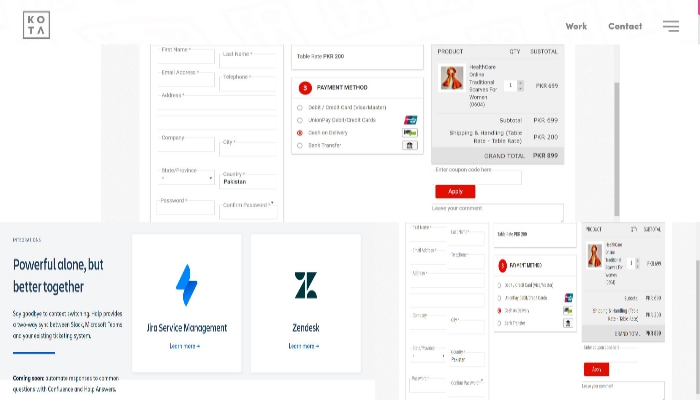 KO
TA
Work
Contact
First Name *
Last Name *
Email Address *
Telephone *
Address *
Company
City *
State/Province
Country *
Pakistan
Password *
Confirm Password *
Table Rate PKR 200
3 PAYMENT METHOD
Debit / Credit Card (Visa/Master)
UnionPay Debit/Credit Cards
Cash on Delivery
Bank Transfer
PRODUCT QTY SUBTOTAL
HealthCare
Online
Traditional
Scarves For
Women
(0604)
1
PKR 699
Subtotal PKR 699
Shipping & Handling (Table
Rate - Table Rate) PKR 200
GRAND TOTAL PKR 899
Enter coupon code here...
Apply
Leave your comment
INTEGRATIONS
Powerful alone, but
better together
Say goodbye to context switching. Help provides
a two-way sync between Slack, Microsoft Teams
and your existing ticketing system.
Coming soon: automate responses to common
questions with Confluence and Help Answers.
Jira Service Management
Learn more →
Zendesk
Learn more →
First Name *
Last Name *
Email Address *
Telephone *
Address *
Company
City *
State/Province
Country *
Pakistan
Password *
Confirm Password *
Table Rate PKR 200
3 PAYMENT METHOD
Debit / Credit Card (Visa/Master)
UnionPay Debit/Credit Cards
Cash on Delivery
Bank Transfer
PRODUCT QTY SUBTOTAL
HealthCare
Online
Traditional
Scarves For
Women
(0604)
1
PKR 699
Subtotal PKR 699
Shipping & Handling (Table
Rate - Table Rate) PKR 200
GRAND TOTAL PKR 899
Enter coupon code here...
Apply
Leave your comment